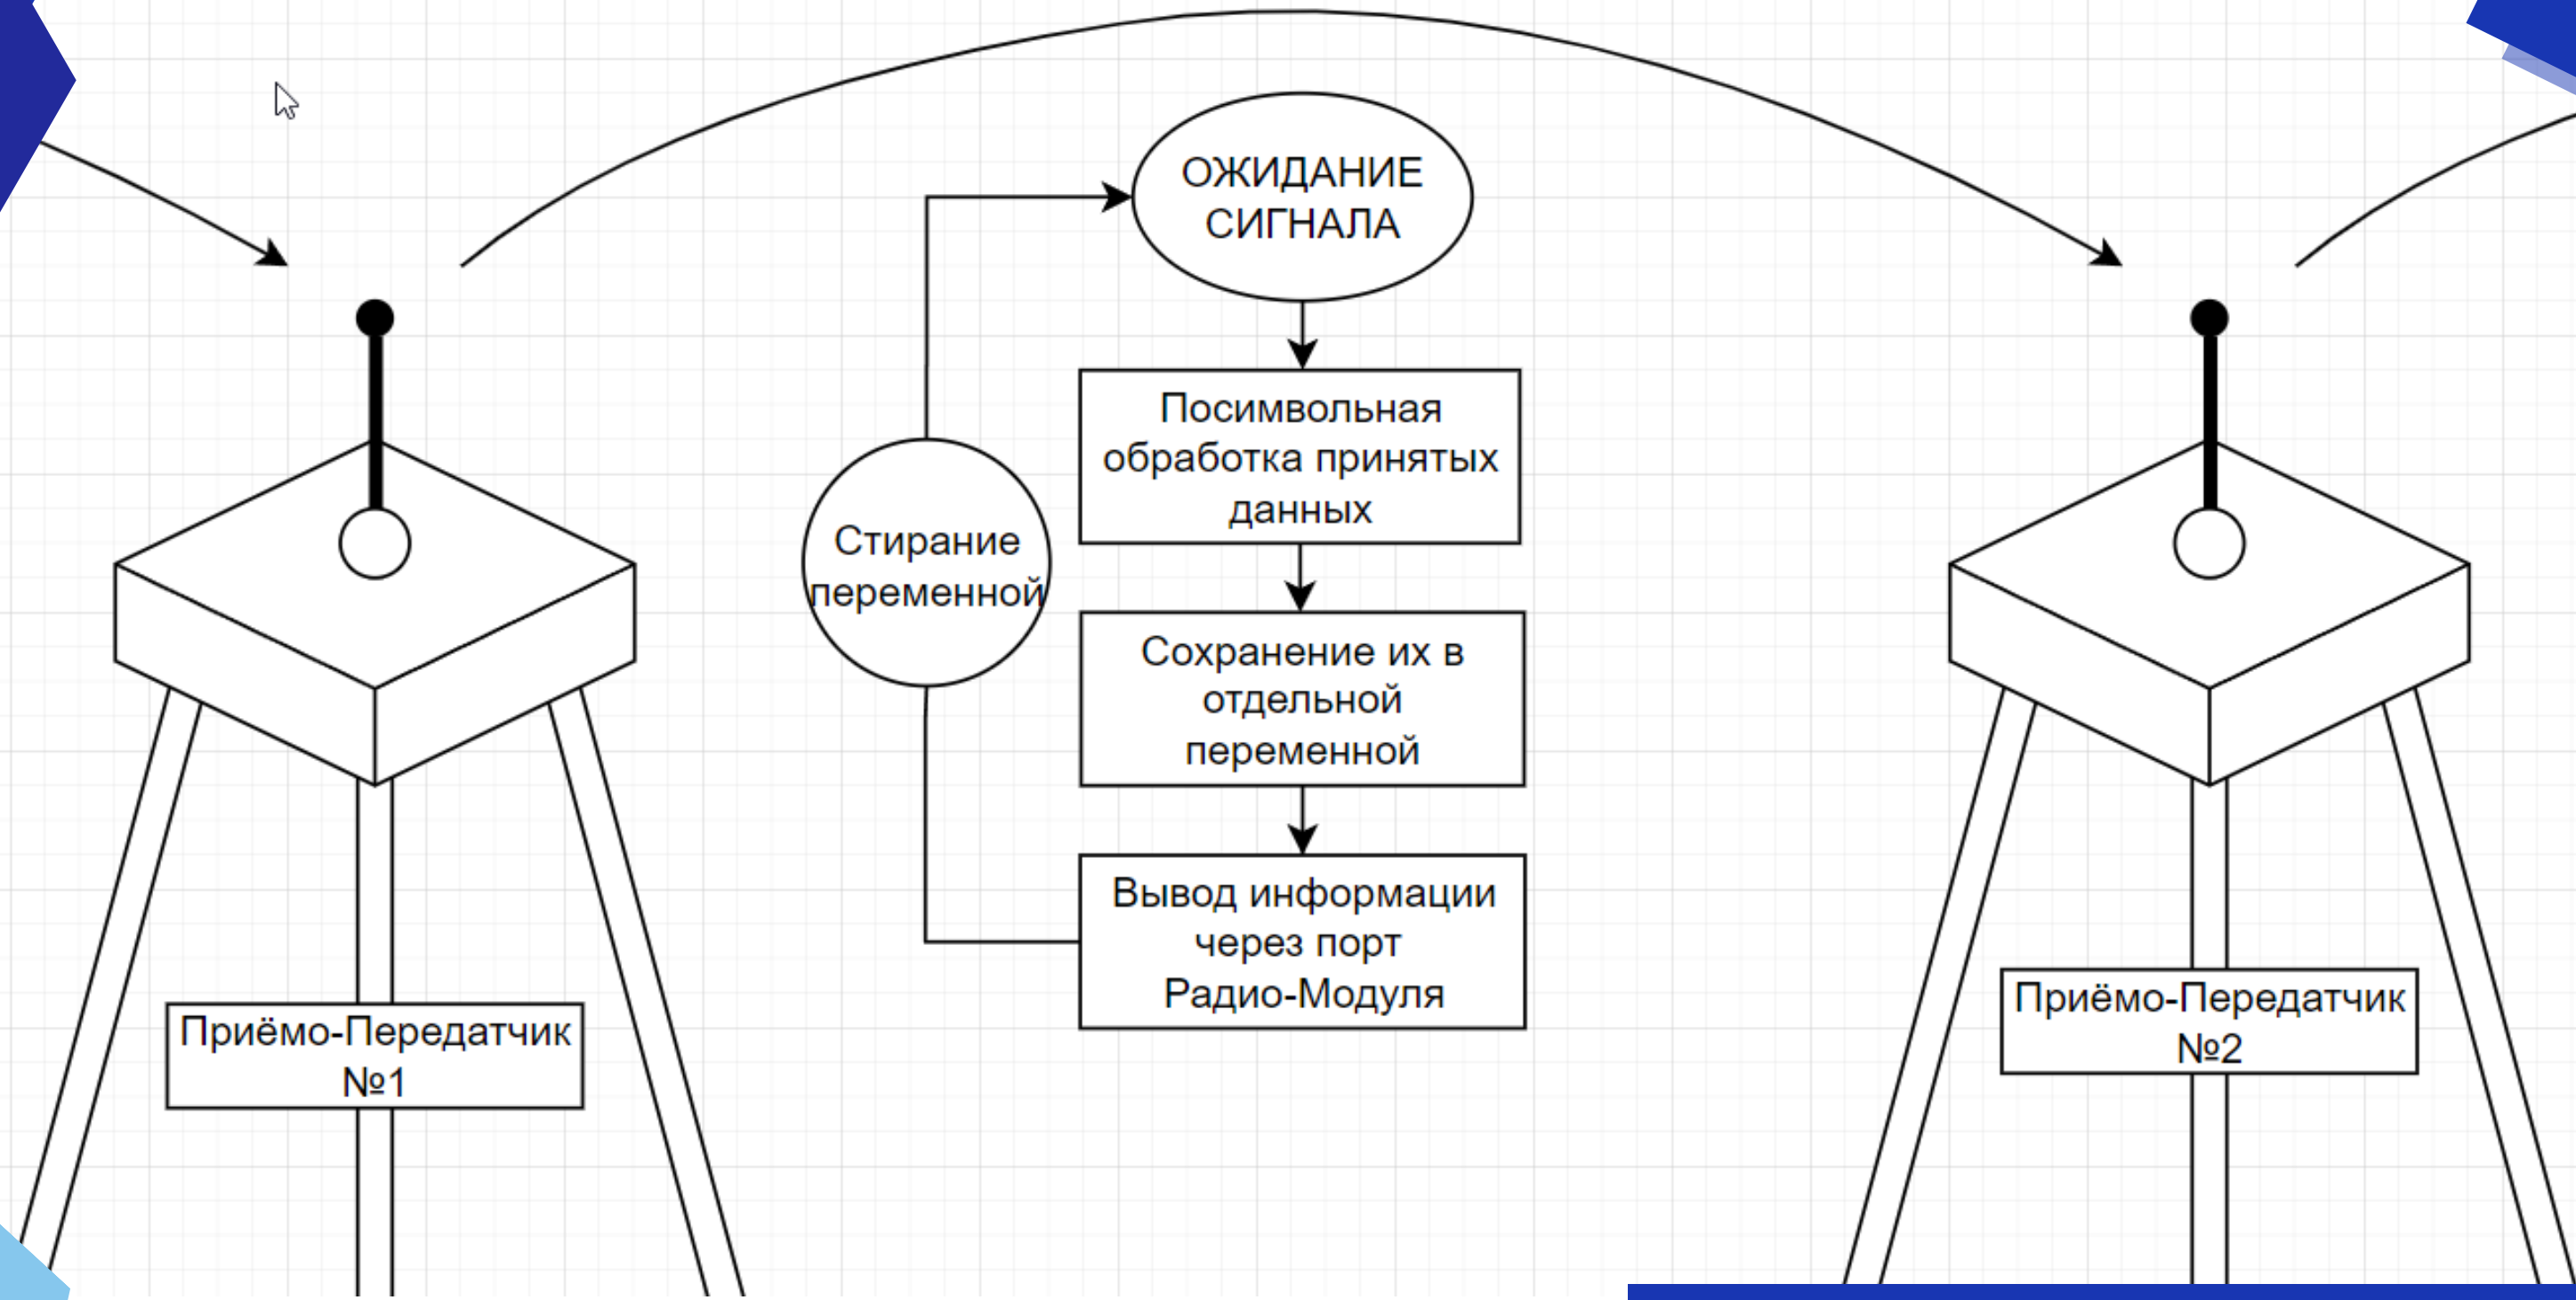 ОЖИДАНИЕ
СИГНАЛА
Посимвольная
обработка принятых
данных
Стирание
переменной
Сохранение их в
отдельной
переменной
Вывод информации
через порт
Радио-Модуля
Приёмо-Передатчик
№1
Приёмо-Передатчик
№2